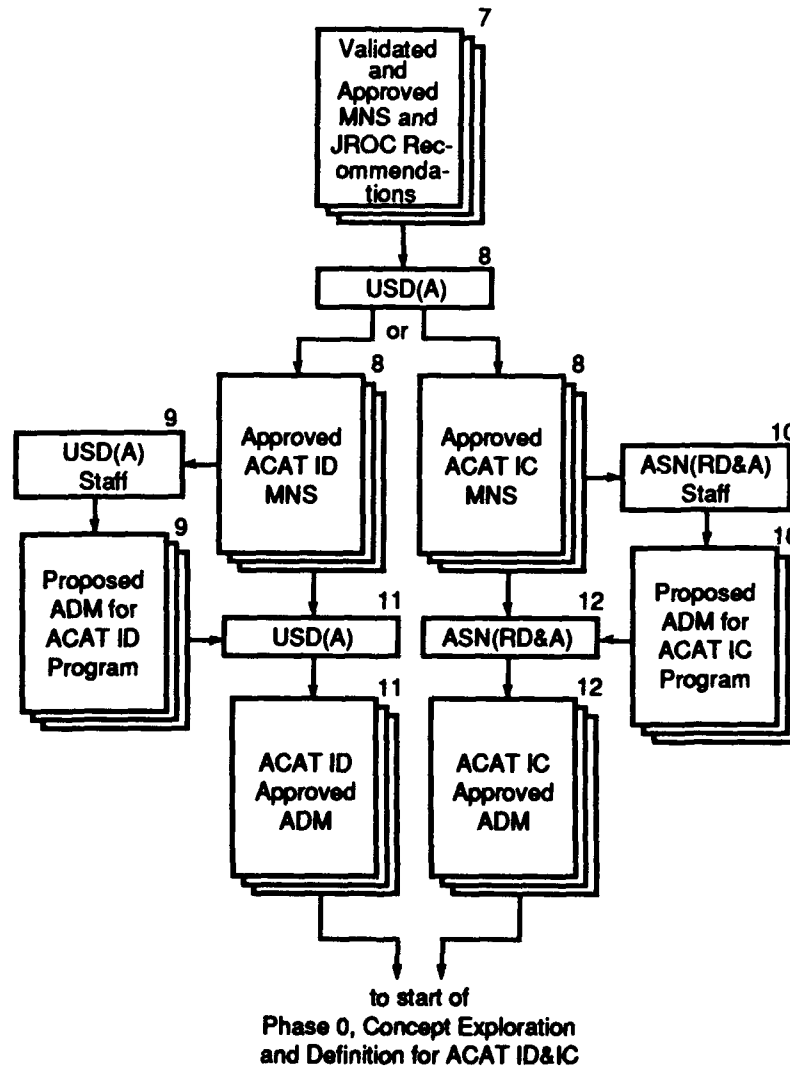 7
Validated
and
Approved
MNS and
JROC Rec-
ommenda-
tions
8
USD(A)
or
8
Approved
ACAT ID
MNS
8
Approved
ACAT IC
MNS
9
USD(A)
Staff
10
ASN(RD&A)
Staff
9
Proposed
ADM for
ACAT ID
Program
11
USD(A)
12
ASN(RD&A)
10
Proposed
ADM for
ACAT IC
Program
11
ACAT ID
Approved
ADM
12
ACAT IC
Approved
ADM
to start of
Phase 0, Concept Exploration
and Definition for ACAT ID&IC